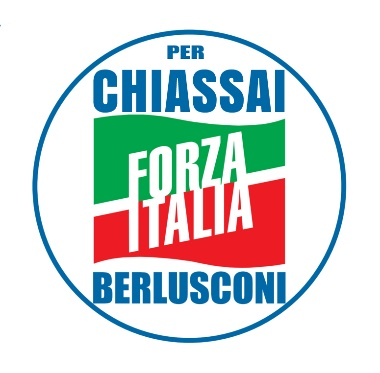 PER
CHIASSAI
FORZA
ITALIA
BERLUSCONI